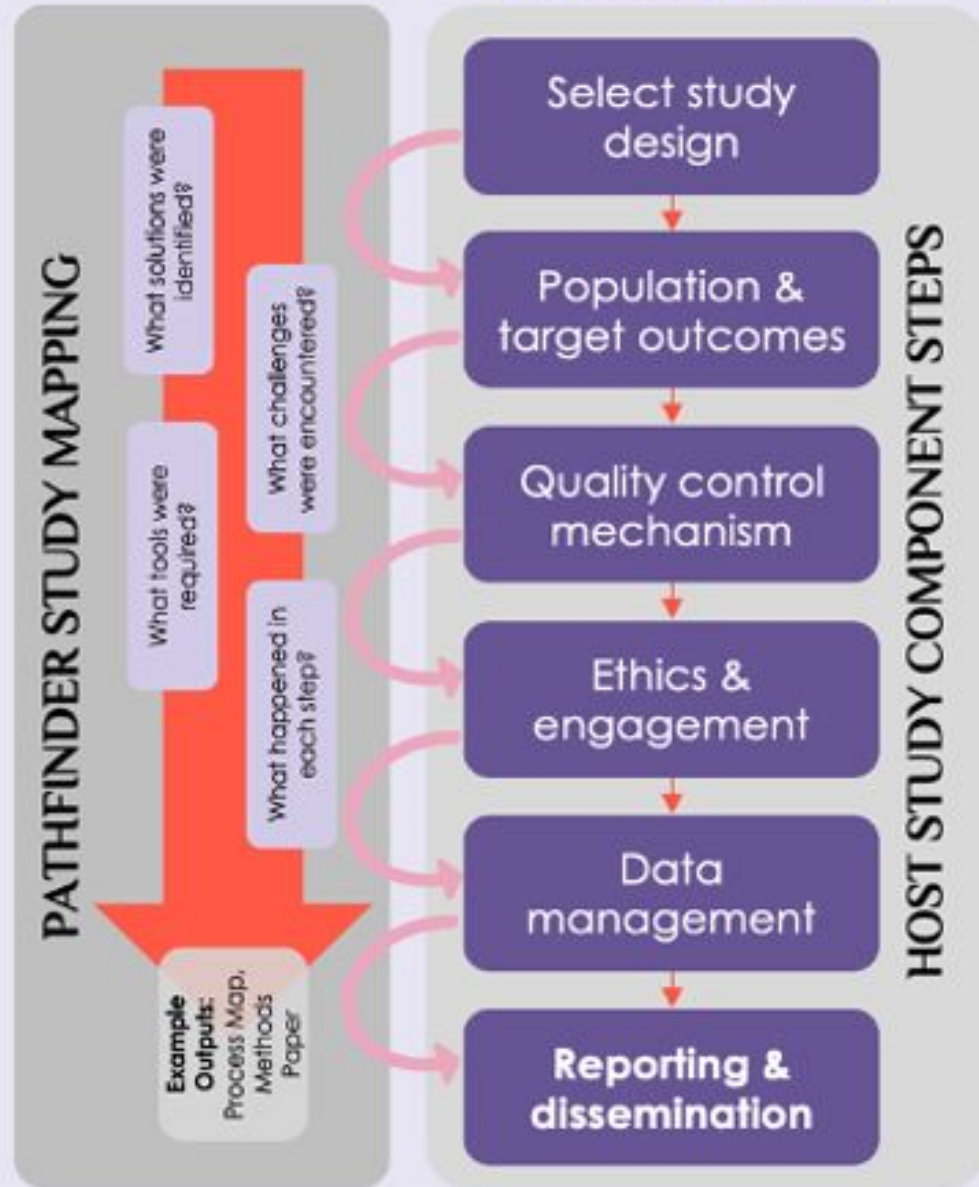 PATHFINDER STUDY MAPPING
What solutions were
identified?
What tools were
required?
What challenges
were encountered?
What happened in
each step?
Example
Outputs:
Process Map,
Methods
Paper
Select study
design
Population &
target outcomes
Quality control
mechanism
Ethics &
engagement
Data
management
Reporting &
dissemination
HOST STUDY COMPONENT STEPS